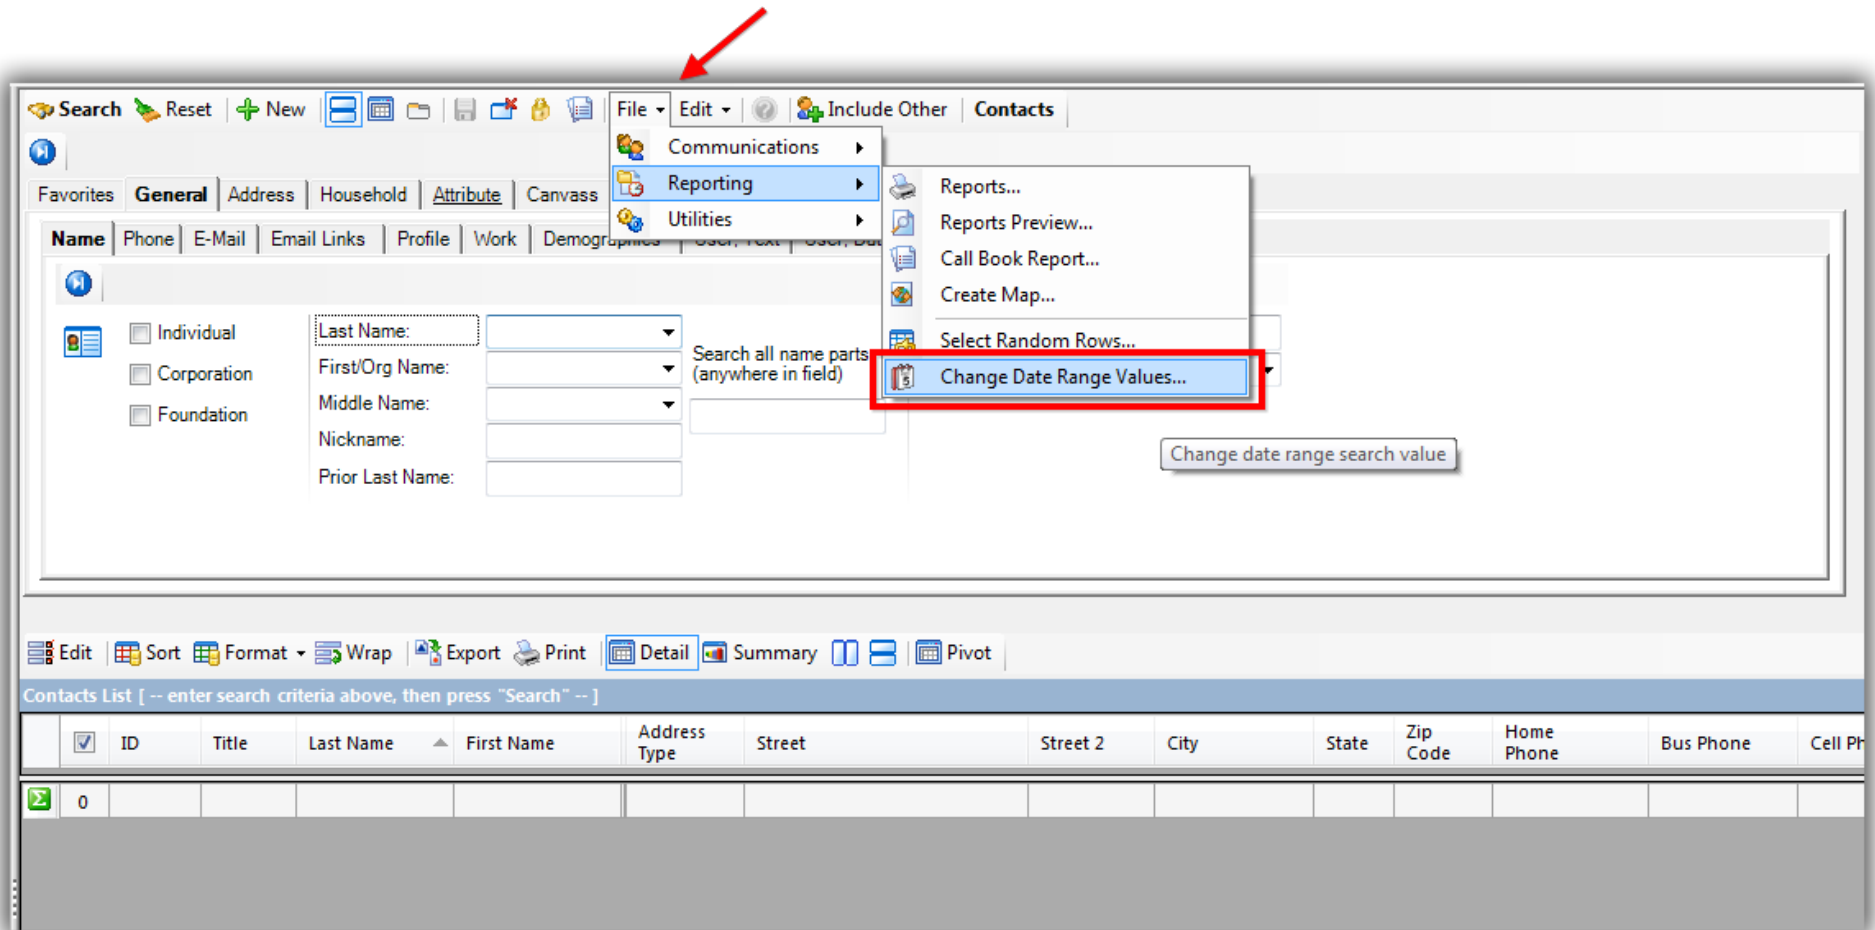 Search Reset New File Edit Include Other Contacts
Communications
Favorites General Address Household Attribute Canvass Reporting Reports...
Utilities Reports Preview...
Name Phone E-Mail Email Links Profile Work Demographics User, Text
Call Book Report...
Create Map...
Individual Last Name: Select Random Rows...
Search all name parts
Corporation First/Org Name: (anywhere in field) Change Date Range Values...
Foundation Middle Name:
Nickname: Change date range search value
Prior Last Name:
Edit Sort Format Wrap Export Print Detail Summary Pivot
Contacts List [ -- enter search criteria above, then press "Search" -- ]
ID Title Last Name First Name Address Type Street Street 2 City State Zip Code Home Phone Bus Phone Cell
0